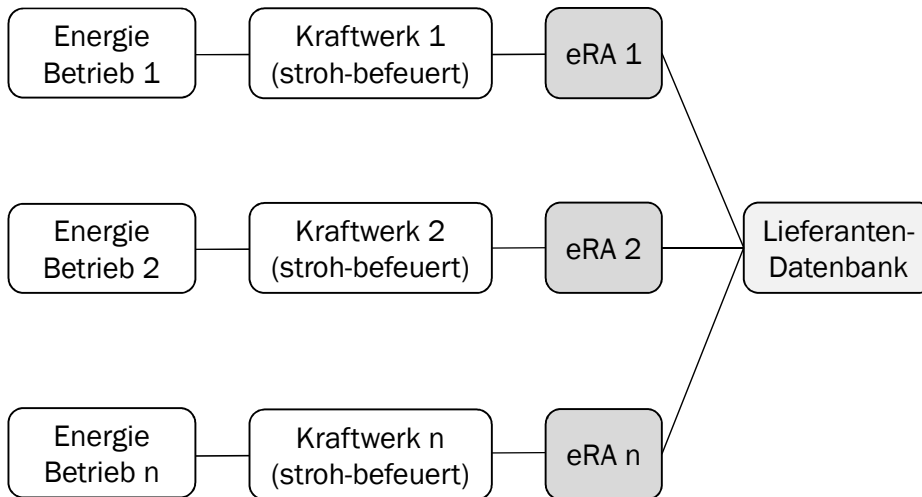 Energie
Betrieb 1
Kraftwerk 1
(stroh-befeuert)
eRA 1
Energie
Betrieb 2
Kraftwerk 2
(stroh-befeuert)
eRA 2
Lieferanten-
Datenbank
Energie
Betrieb n
Kraftwerk n
(stroh-befeuert)
eRA n